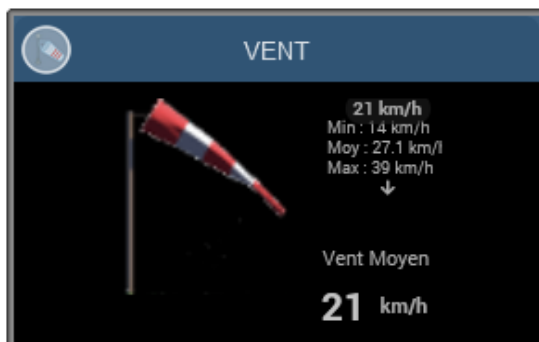 VENT
21 km/h
Min : 14 km/h
Moy : 27.1 km/l
Max : 39 km/h
Vent Moyen
21 km/h